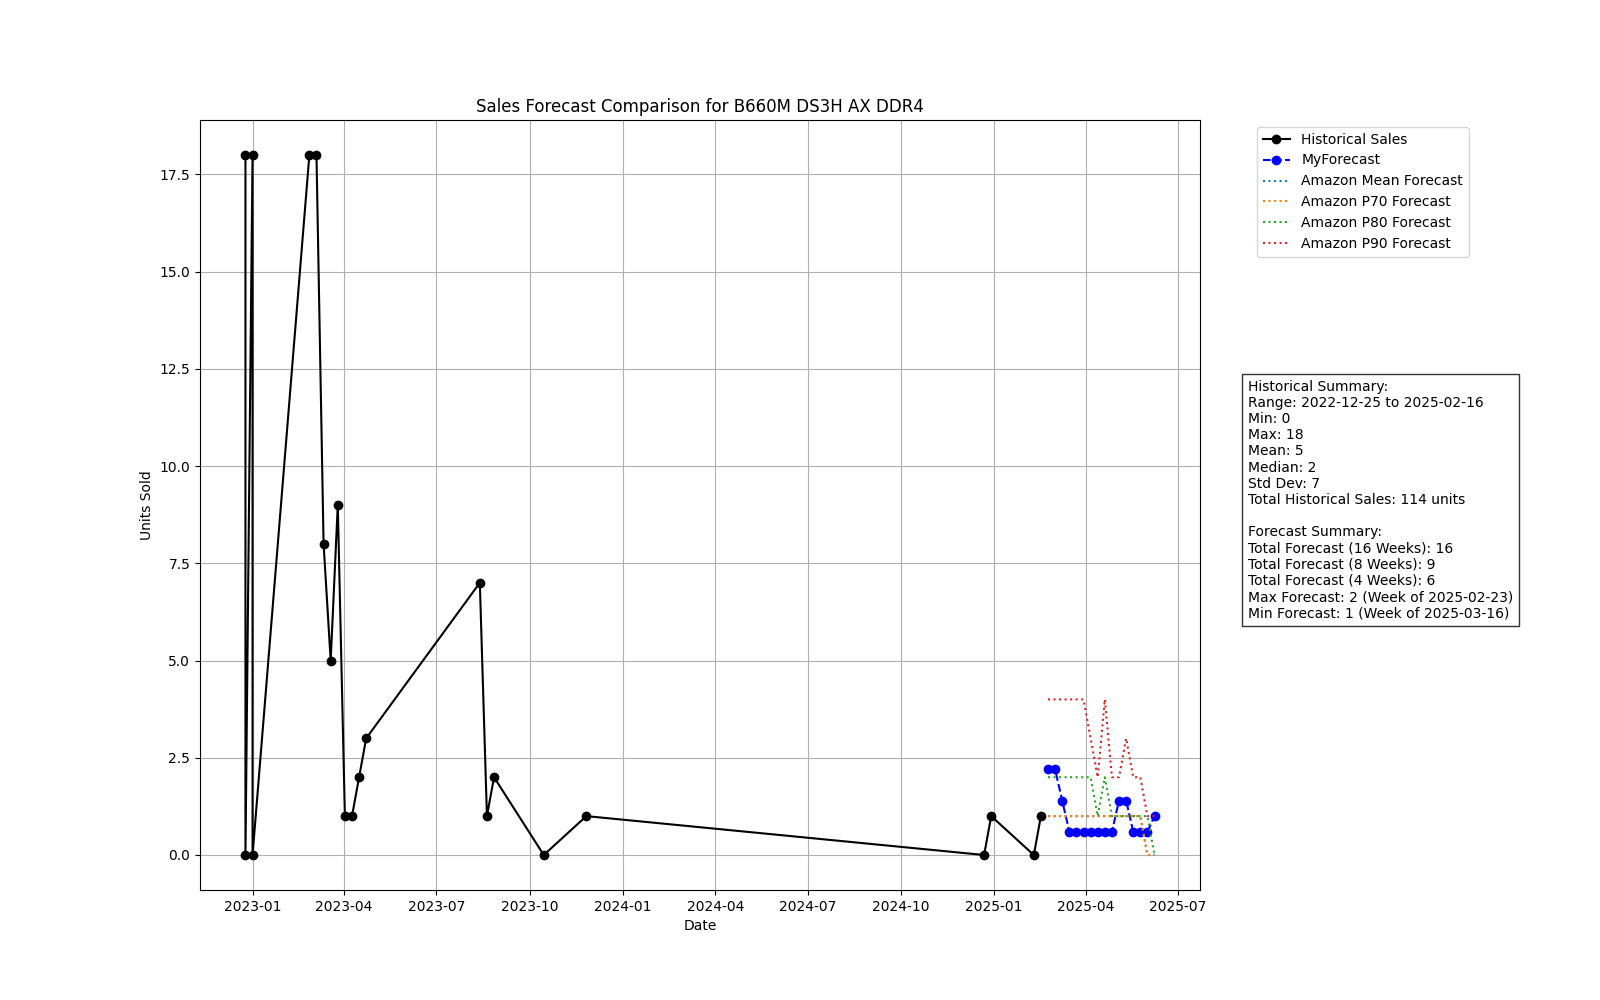 Sales Forecast Comparison for B660M DS3H AX DDR4
Historical Sales
MyForecast
Amazon Mean Forecast
Amazon P70 Forecast
Amazon P80 Forecast
Amazon P90 Forecast
17.5
15.0
12.5
10.0
7.5
5.0
2.5
0.0
Units Sold
Historical Summary:
Range: 2022-12-25 to 2025-02-16
Min: 0
Max: 18
Mean: 5
Median: 2
Std Dev: 7
Total Historical Sales: 114 units
Forecast Summary:
Total Forecast (16 Weeks): 16
Total Forecast (8 Weeks): 9
Total Forecast (4 Weeks): 6
Max Forecast: 2 (Week of 2025-02-23)
Min Forecast: 1 (Week of 2025-03-16)
2023-01 2023-04 2023-07 2023-10 2024-01 2024-04 2024-07 2024-10 2025-01 2025-04 2025-07
Date